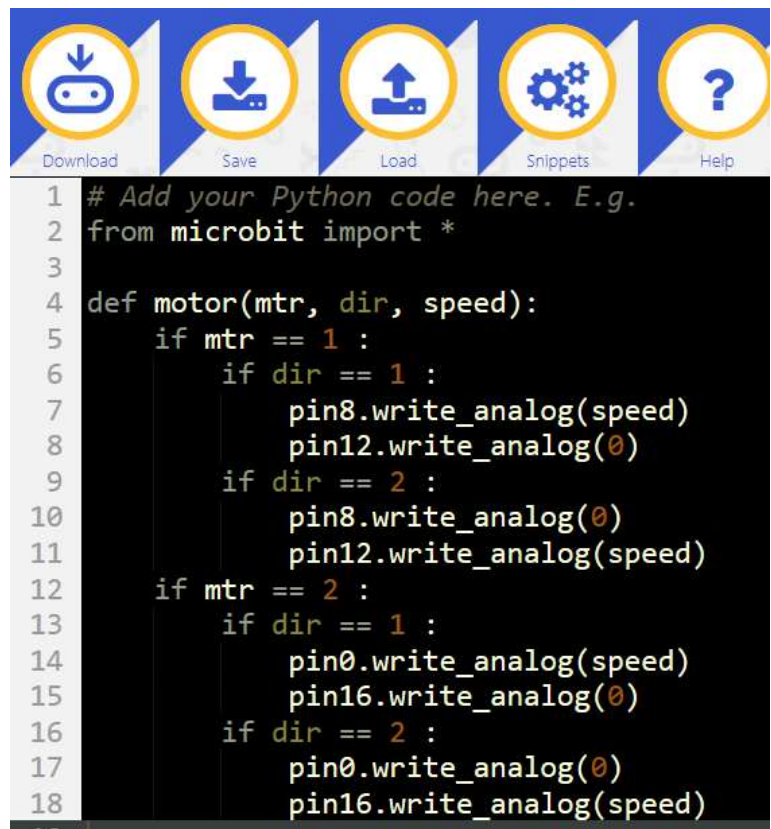 Download Save Load Snippets Help
1 # Add your Python code here. E.g.
2 from microbit import *
3
4 def motor(mtr, dir, speed):
5     if mtr == 1 :
6         if dir == 1 :
7             pin8.write_analog(speed)
8             pin12.write_analog(0)
9         if dir == 2 :
10             pin8.write_analog(0)
11             pin12.write_analog(speed)
12     if mtr == 2 :
13         if dir == 1 :
14             pin0.write_analog(speed)
15             pin16.write_analog(0)
16         if dir == 2 :
17             pin0.write_analog(0)
18             pin16.write_analog(speed)